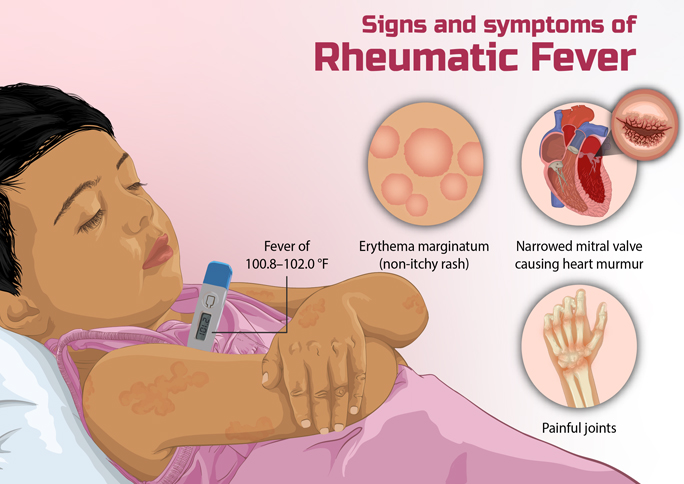 Signs and symptoms of
Rheumatic Fever
Fever of
100.8–102.0 °F
Erythema marginatum
(non-itchy rash)
Narrowed mitral valve
causing heart murmur
Painful joints